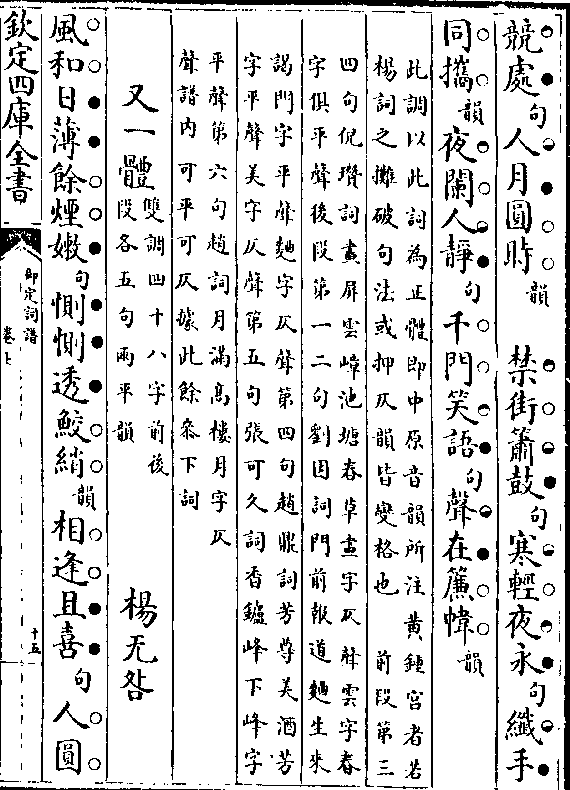 競處句人月圓時韻　禁街簫鼓句寒輕夜永句纖手
同攜韻夜闌人靜句千門笑語句聲在簾幃韻
此調以此詞為正體即中原音韻所注黃鍾宮者若
楊詞之攤破句法或押仄韻皆變格也　前段第三
四句倪瓚詞畫屏雲嶂池塘春草畫字仄聲雲字春
字俱平聲後段第一二句劉因詞門前報道麯生來
謁門字平聲麯字仄聲第四句趙鼎詞芳尊美酒芳
字平聲美字仄聲第五句張可久詞香鑪峰下峰字
平聲第六句趙詞月滿高樓月字仄
聲譜內可平可仄據此餘叅下詞
又一體雙調四十八字前後
段各五句兩平韻　楊无咎
風和日薄餘煙嫩句惻惻透鮫綃韻相逢且喜句人圓
欽定四庫全書
御定詞譜
卷七
十五